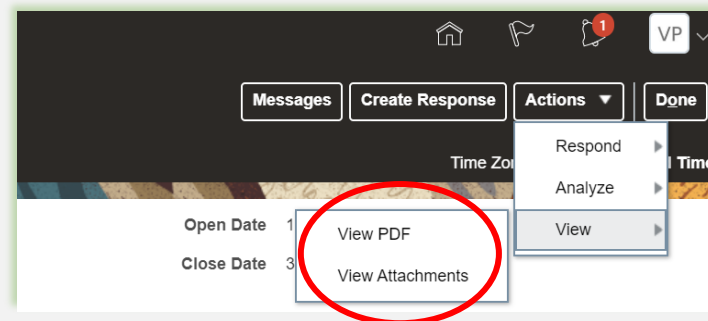 1
VP
Messages Create Response Actions Done
Respond
Time Zo Time
Analyze
Open Date 1 View PDF View
Close Date 3 View Attachments